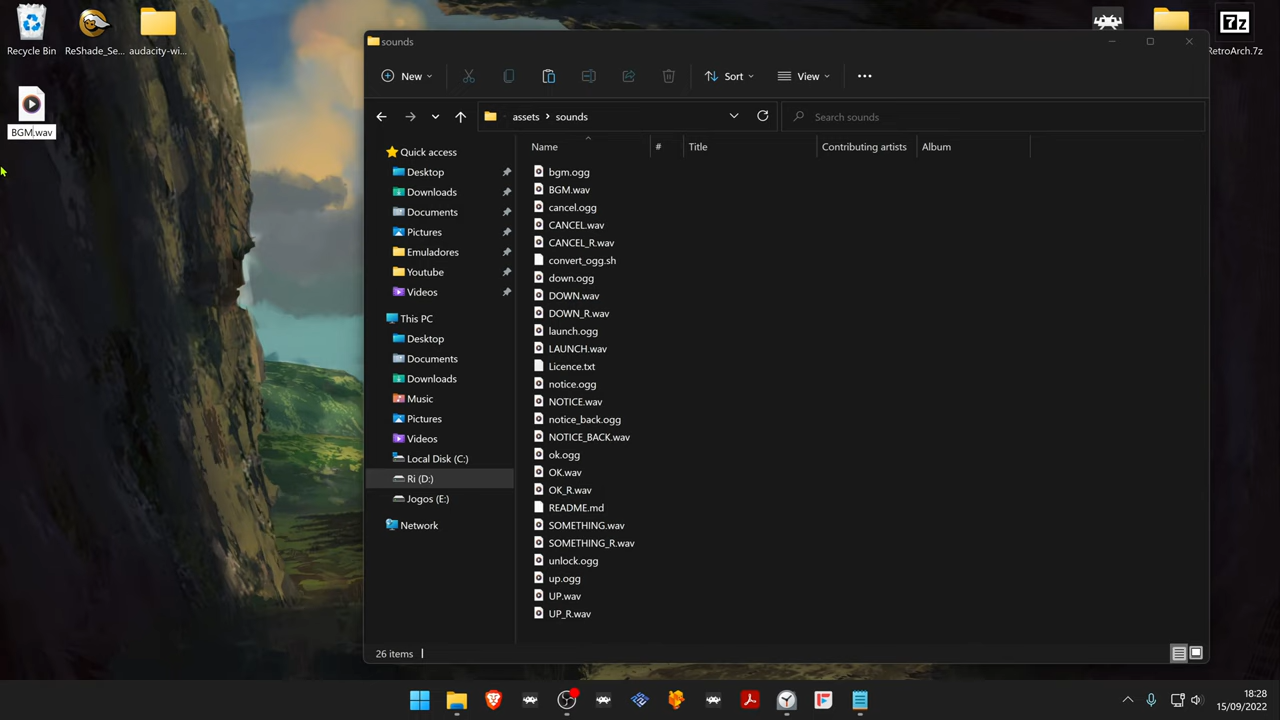 Recycle Bin
ReShade_Se...
audacity-wi...
7z
RetroArch.7z
BGM.wav
sounds
New
Sort
View
assets > sounds
Search sounds
Name
#
Title
Contributing artists
Album
Quick access
Desktop
Downloads
Documents
Pictures
Emuladores
Youtube
Videos
This PC
Desktop
Documents
Downloads
Music
Pictures
Videos
Local Disk (C:)
Ri (D:)
Jogos (E:)
Network
bgm.ogg
BGM.wav
cancel.ogg
CANCEL.wav
CANCEL_R.wav
convert_ogg.sh
down.ogg
DOWN.wav
DOWN_R.wav
launch.ogg
LAUNCH.wav
Licence.txt
notice.ogg
NOTICE.wav
notice_back.ogg
NOTICE_BACK.wav
ok.ogg
OK.wav
OK_R.wav
README.md
SOMETHING.wav
SOMETHING_R.wav
unlock.ogg
up.ogg
UP.wav
UP_R.wav
26 items
18:28
15/09/2022